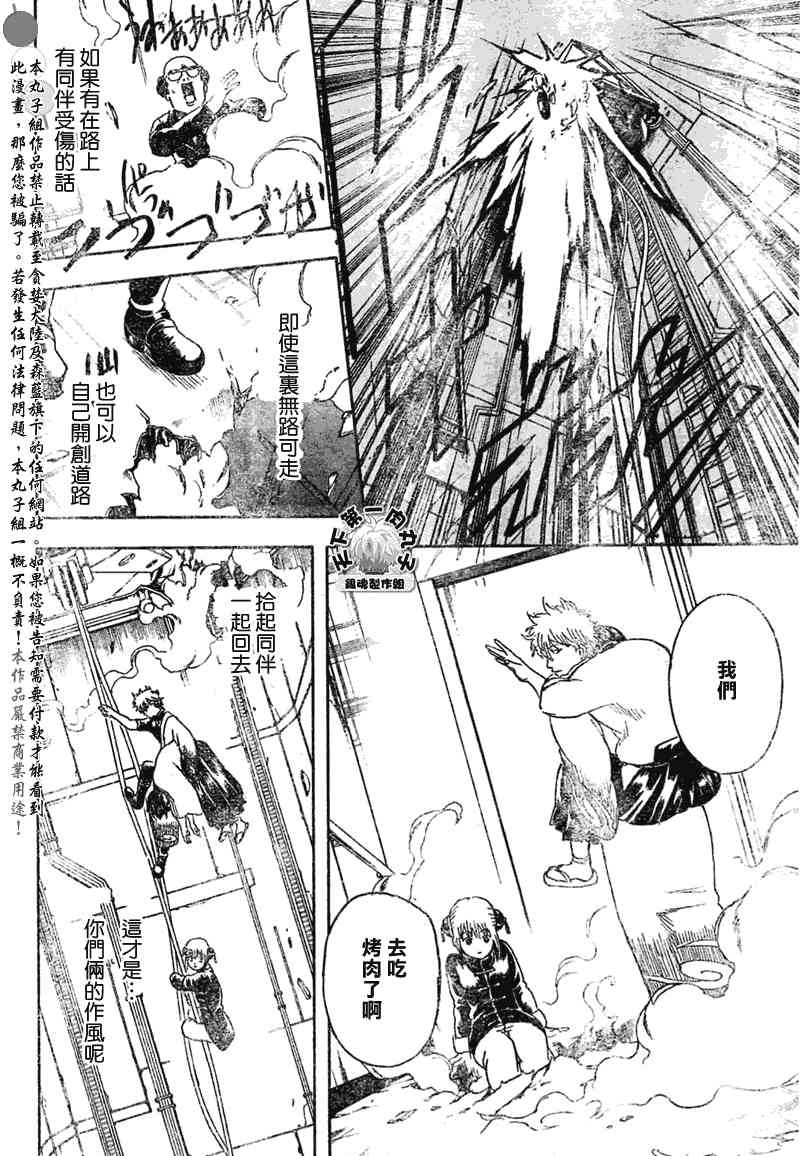 如果有在路上
有同伴受傷的話
即使這裏無路可走
也可以
自己開創道路
我們
去吃
烤肉了啊
拾起同伴
一起回去
這才是…
你們倆的作風呢
天下第一肉丸子
銀魂製作組
本丸子組作品禁止轉載至貪婪大陸及森藍旗下的任何網站。如果您被告知需要付款才能看到
此漫畫，那麼您被騙了。若發生任何法律問題，本丸子組一概不負責！本作品嚴禁商業用途！